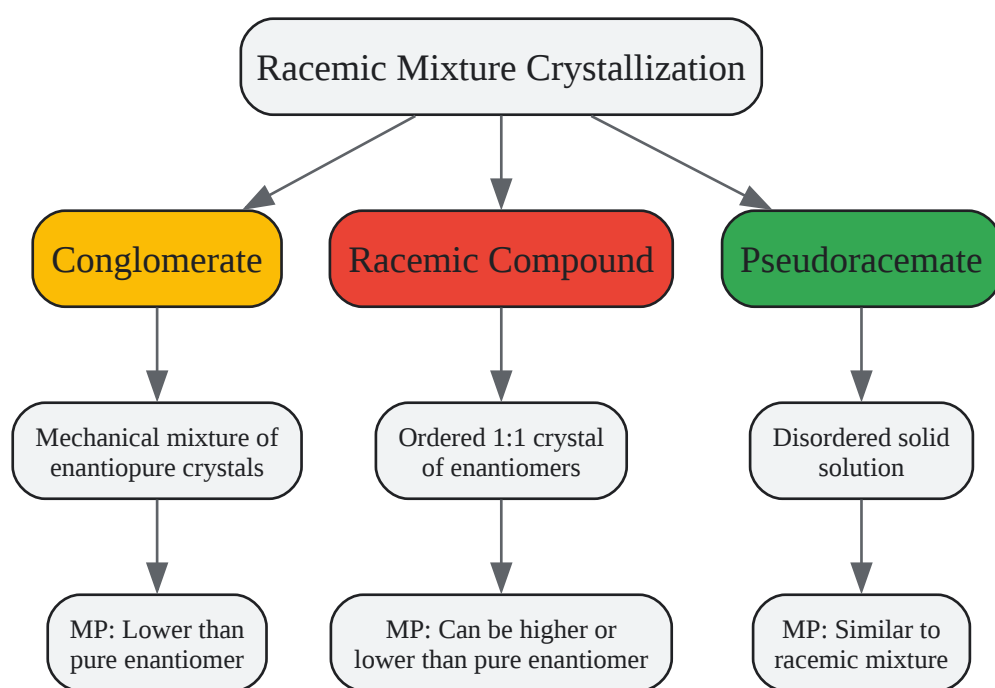 Racemic Mixture Crystallization
Conglomerate
Racemic Compound
Pseudoracemate
Mechanical mixture of
enantiopure crystals
Ordered 1:1 crystal
of enantiomers
Disordered solid
solution
MP: Lower than
pure enantiomer
MP: Can be higher or
lower than pure enantiomer
MP: Similar to
racemic mixture